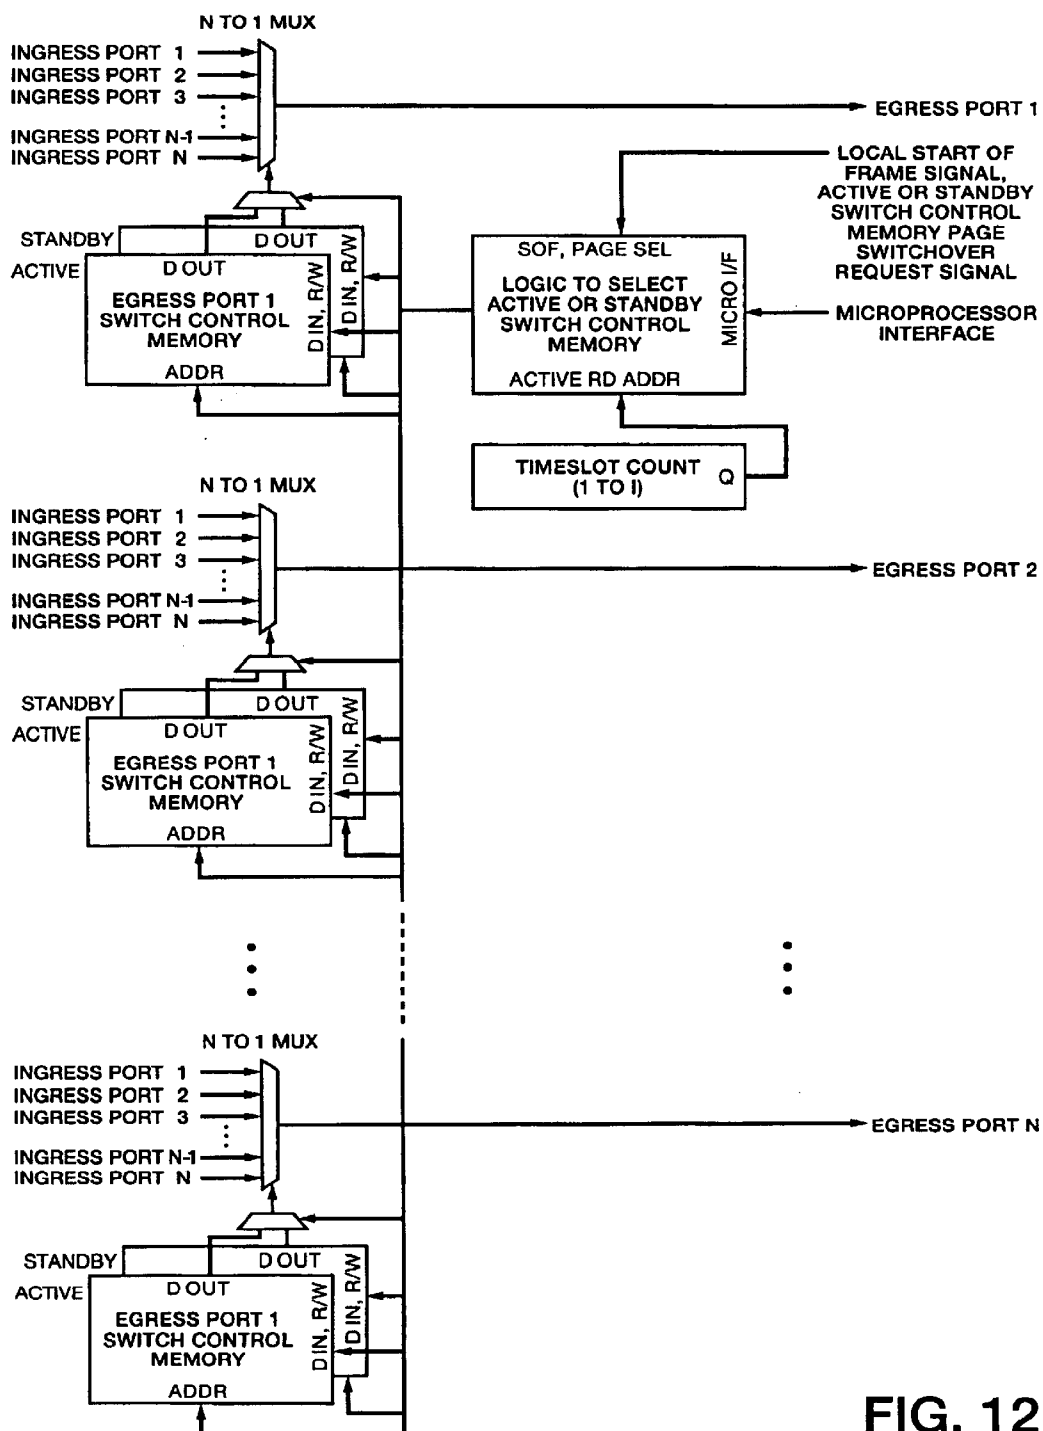 N TO 1 MUX
INGRESS PORT 1
INGRESS PORT 2
INGRESS PORT 3
INGRESS PORT N-1
INGRESS PORT N
EGRESS PORT 1
STANDBY
D OUT
DIN, R/W
ACTIVE
D OUT
DIN, R/W
EGRESS PORT 1
SWITCH CONTROL
MEMORY
ADDR
LOCAL START OF
FRAME SIGNAL,
ACTIVE OR STANDBY
SWITCH CONTROL
MEMORY PAGE
SWITCHOVER
REQUEST SIGNAL
SOF, PAGE SEL
LOGIC TO SELECT
ACTIVE OR STANDBY
SWITCH CONTROL
MEMORY
MICRO I/F
ACTIVE RD ADDR
MICROPROCESSOR
INTERFACE
TIMESLOT COUNT
(1 TO I)
Q
N TO 1 MUX
INGRESS PORT 1
INGRESS PORT 2
INGRESS PORT 3
INGRESS PORT N-1
INGRESS PORT N
EGRESS PORT 2
STANDBY
D OUT
DIN, R/W
ACTIVE
D OUT
DIN, R/W
EGRESS PORT 1
SWITCH CONTROL
MEMORY
ADDR
N TO 1 MUX
INGRESS PORT 1
INGRESS PORT 2
INGRESS PORT 3
INGRESS PORT N-1
INGRESS PORT N
EGRESS PORT N
STANDBY
D OUT
DIN, R/W
ACTIVE
D OUT
DIN, R/W
EGRESS PORT 1
SWITCH CONTROL
MEMORY
ADDR
FIG. 12